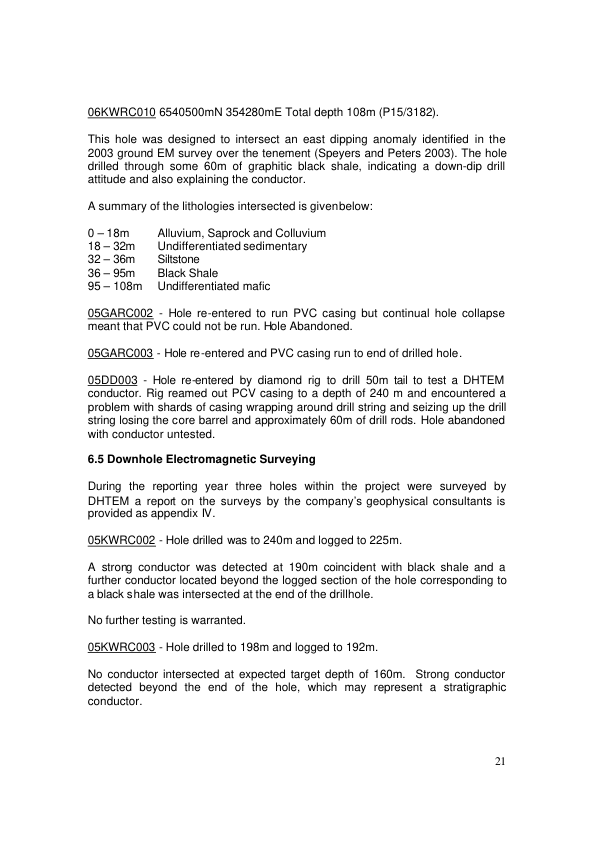 06KWRC010 6540500mN 354280mE Total depth 108m (P15/3182).
This hole was designed to intersect an east dipping anomaly identified in the
2003 ground EM survey over the tenement (Speyers and Peters 2003). The hole
drilled through some 60m of graphitic black shale, indicating a down-dip drill
attitude and also explaining the conductor.
A summary of the lithologies intersected is givenbelow:
0 – 18m Alluvium, Saprock and Colluvium
18 – 32m Undifferentiated sedimentary
32 – 36m Siltstone
36 – 95m Black Shale
95 – 108m Undifferentiated mafic
05GARC002 - Hole re-entered to run PVC casing but continual hole collapse
meant that PVC could not be run. Hole Abandoned.
05GARC003 - Hole re-entered and PVC casing run to end of drilled hole.
05DD003 - Hole re-entered by diamond rig to drill 50m tail to test a DHTEM
conductor. Rig reamed out PCV casing to a depth of 240 m and encountered a
problem with shards of casing wrapping around drill string and seizing up the drill
string losing the core barrel and approximately 60m of drill rods. Hole abandoned
with conductor untested.
6.5 Downhole Electromagnetic Surveying
During the reporting year three holes within the project were surveyed by
DHTEM a report on the surveys by the company's geophysical consultants is
provided as appendix IV.
05KWRC002 - Hole drilled was to 240m and logged to 225m.
A strong conductor was detected at 190m coincident with black shale and a
further conductor located beyond the logged section of the hole corresponding to
a black shale was intersected at the end of the drillhole.
No further testing is warranted.
05KWRC003 - Hole drilled to 198m and logged to 192m.
No conductor intersected at expected target depth of 160m. Strong conductor
detected beyond the end of the hole, which may represent a stratigraphic
conductor.
21